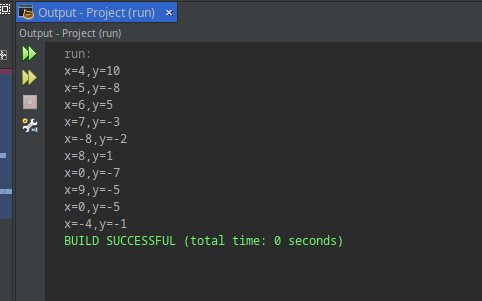 Output - Project (run) ×
Output - Project (run)
run:
x=4,y=10
x=5,y=-8
x=6,y=5
x=7,y=-3
x=-8,y=-2
x=8,y=1
x=0,y=-7
x=9,y=-5
x=0,y=-5
x=-4,y=-1
BUILD SUCCESSFUL (total time: 0 seconds)